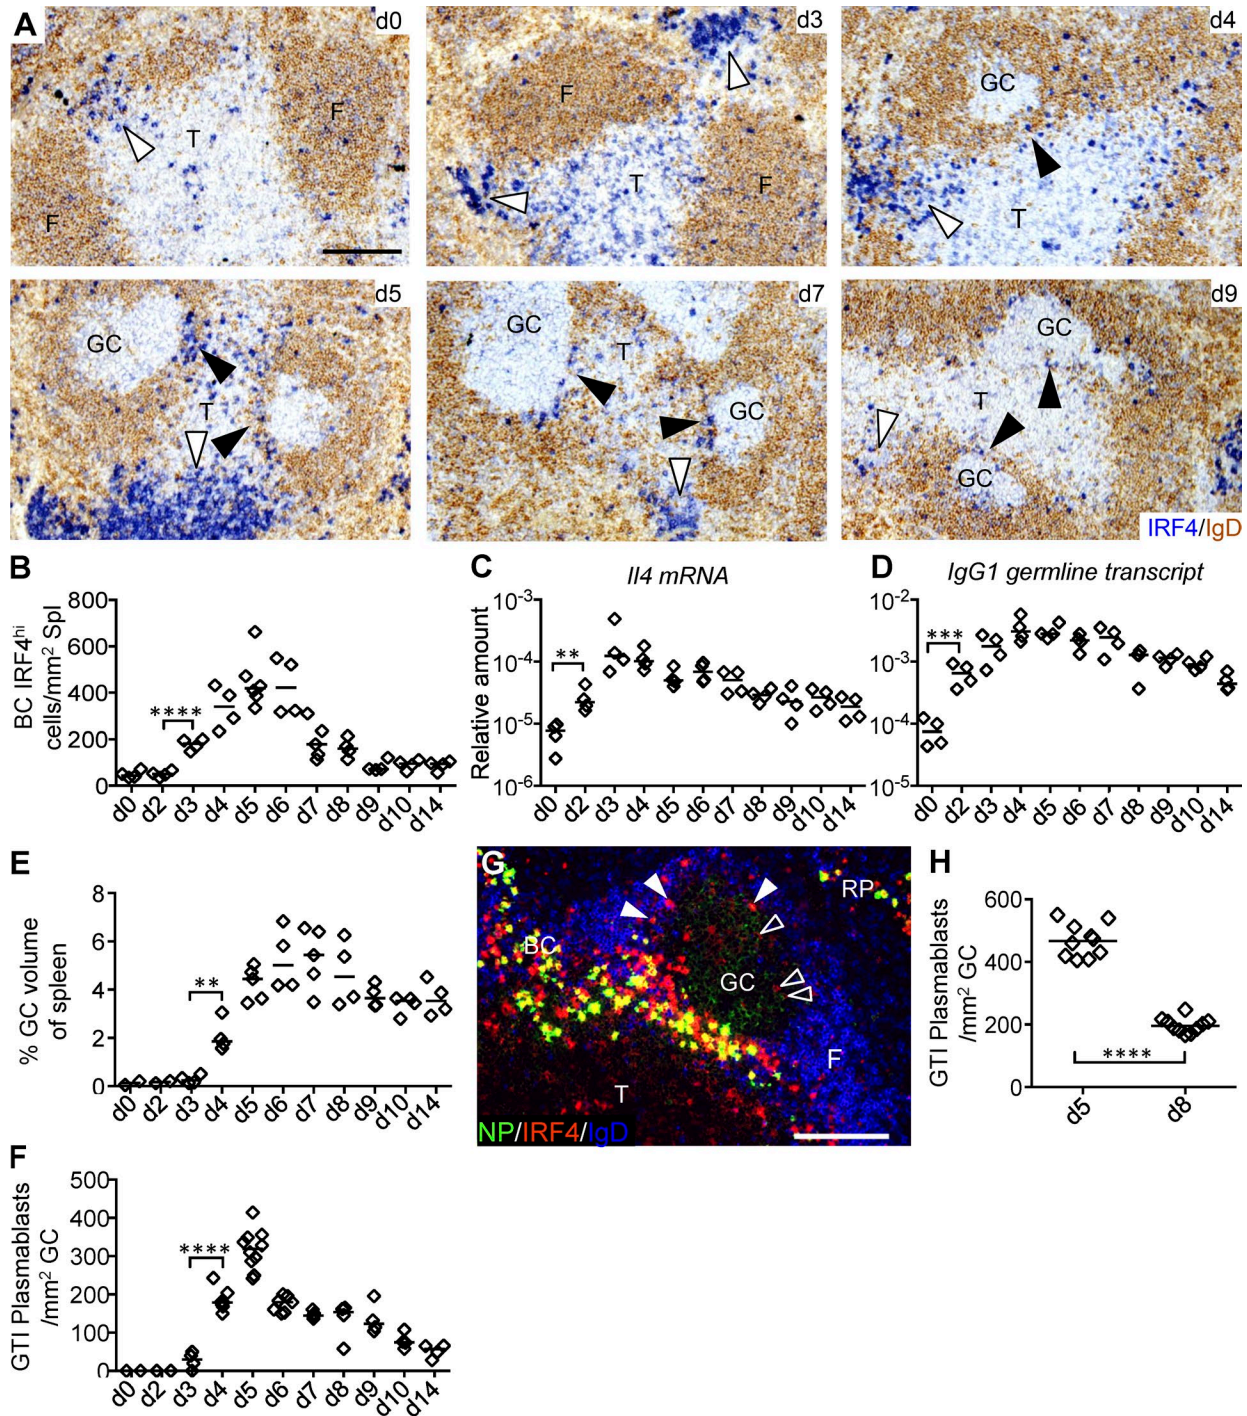 A
d0
T
F
F
d3
F
T
F
d4
GC
T
d5
GC
T
d7
GC
T
GC
d9
GC
T
GC
IRF4/IgD
B
BC IRF4hi
cells/mm2 Spl
800
600
400
200
0
****
d0 d2 d3 d4 d5 d6 d7 d8 d9 d10 d14
C
Il4 mRNA
Relative amount
10-3
10-4
10-5
10-6
**
d0 d2 d3 d4 d5 d6 d7 d8 d9 d10 d14
D
IgG1 germline transcript
10-2
10-3
10-4
10-5
***
d0 d2 d3 d4 d5 d6 d7 d8 d9 d10 d14
E
% GC volume
of spleen
8
6
4
2
0
**
d0 d2 d3 d4 d5 d6 d7 d8 d9 d10 d14
F
GTI Plasmablasts
/mm2 GC
500
400
300
200
100
0
****
d0 d2 d3 d4 d5 d6 d7 d8 d9 d10 d14
G
RP
BC
GC
F
T
NP/IRF4/IgD
H
GTI Plasmablasts
/mm2 GC
600
400
200
0
****
d5 d8